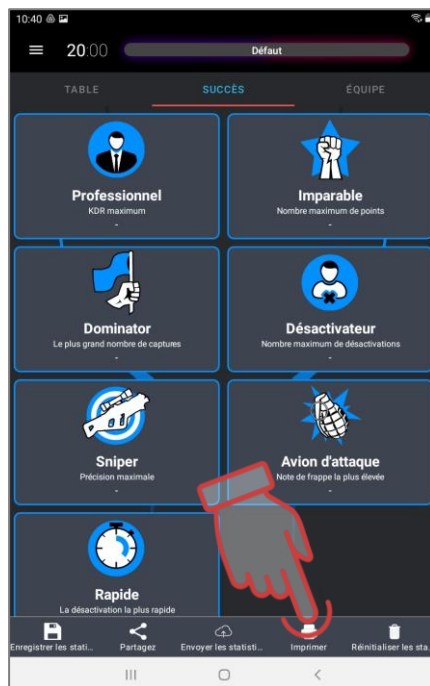 10:40
20:00
Défaut
TABLE
SUCCÈS
ÉQUIPE
Professionnel
KDR maximum
-
Imparable
Nombre maximum de points
-
Dominator
Le plus grand nombre de captures
-
Désactivateur
Nombre maximum de désactivations
-
Sniper
Précision maximale
-
Avion d'attaque
Note de frappe la plus élevée
-
Rapide
La désactivation la plus rapide
Enregistrer les stati...
Partagez
Envoyer les statisti...
Imprimer
Réinitialiser les sta...